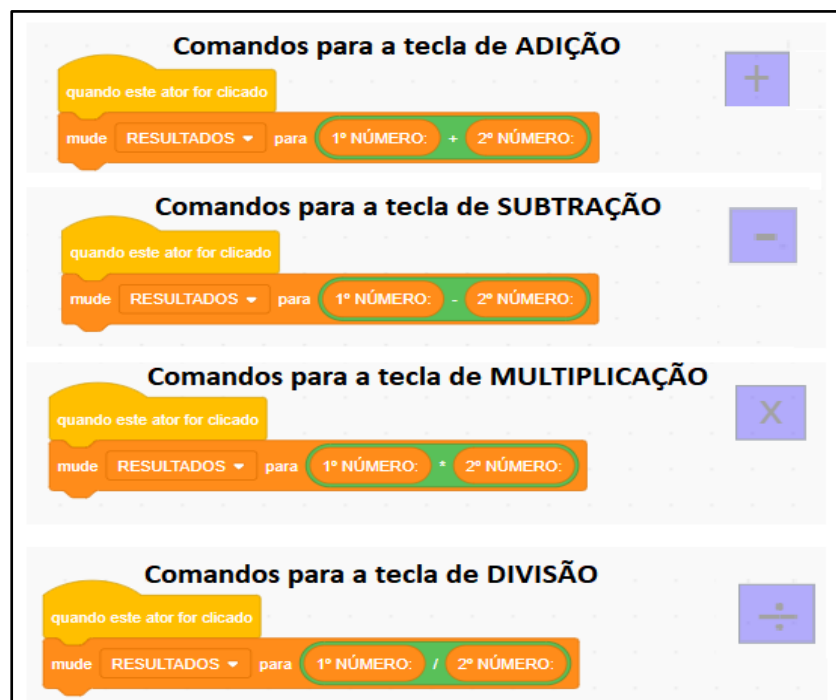 Comandos para a tecla de ADIÇÃO
+
quando este ator for clicado
mude RESULTADOS para 1º NÚMERO: + 2º NÚMERO:
Comandos para a tecla de SUBTRAÇÃO
-
quando este ator for clicado
mude RESULTADOS para 1º NÚMERO: - 2º NÚMERO:
Comandos para a tecla de MULTIPLICAÇÃO
X
quando este ator for clicado
mude RESULTADOS para 1º NÚMERO: * 2º NÚMERO:
Comandos para a tecla de DIVISÃO
÷
quando este ator for clicado
mude RESULTADOS para 1º NÚMERO: / 2º NÚMERO: